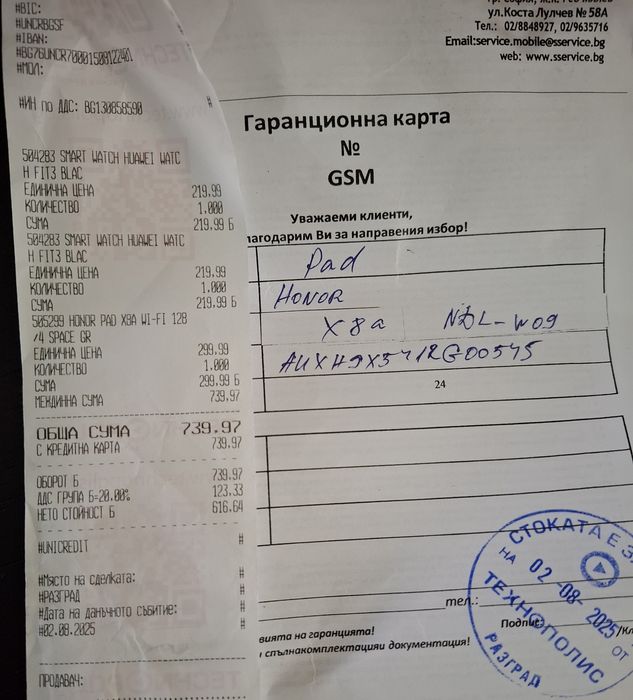 #BIC:
#UNCRBGSF
#IBAN:
#BG76UNCR70001500122401
#МОЛ:
#ИН по ДДС: BG130858590 #
504283 SMART WATCH HUAWEI WATC
H FIT3 BLAC
ЕДИНИЧНА ЦЕНА 219.99
КОЛИЧЕСТВО 1.000
СУМА 219.99 Б
504283 SMART WATCH HUAWEI WATC
H FIT3 BLAC
ЕДИНИЧНА ЦЕНА 219.99
КОЛИЧЕСТВО 1.000
СУМА 219.99 Б
505299 HONOR PAD X8A WI-FI 128
/4 SPACE GR
ЕДИНИЧНА ЦЕНА 299.99
КОЛИЧЕСТВО 1.000
СУМА 299.99 Б
МЕЖДИННА СУМА 739.97
ОБЩА СУМА 739.97
С КРЕДИТНА КАРТА 739.97
ОБОРОТ Б 739.97
ДДС ГРУПА Б=20.00% 123.33
НЕТО СТОЙНОСТ Б 616.64
#UNICREDIT #
#Място на сделката: #
#РАЗГРАД #
#Дата на данъчното събитие: #
#02.08.2025 #
ПРОДАВАЧ:
ул.Коста Лулчев № 58А
Тел.: 02/8848927, 02/9635716
Email:service.mobile@sservice.bg
web: www.sservice.bg
Гаранционна карта
№
GSM
Уважаеми клиенти,
лагодарим Ви за направения избор!
Pad
HONOR
X8a NDL-W09
24
тел.:
Подпис:
вията на гаранцията!
и спълнакомплектацияи документация!
СТОКАТА Е З
НА 02 -08- 2025 ОТ
ТЕХНОПОЛИС
РАЗГРАД